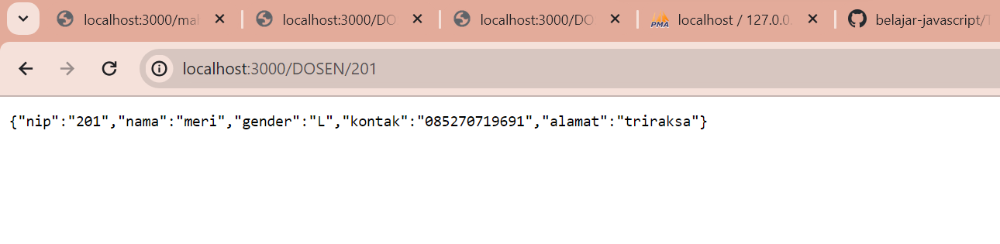 localhost:3000/mal localhost:3000/DO localhost:3000/DO PMA localhost / 127.0.0. belajar-javascript/T
localhost:3000/DOSEN/201
{"nip":"201","nama":"meri","gender":"L","kontak":"085270719691","alamat":"triraksa"}